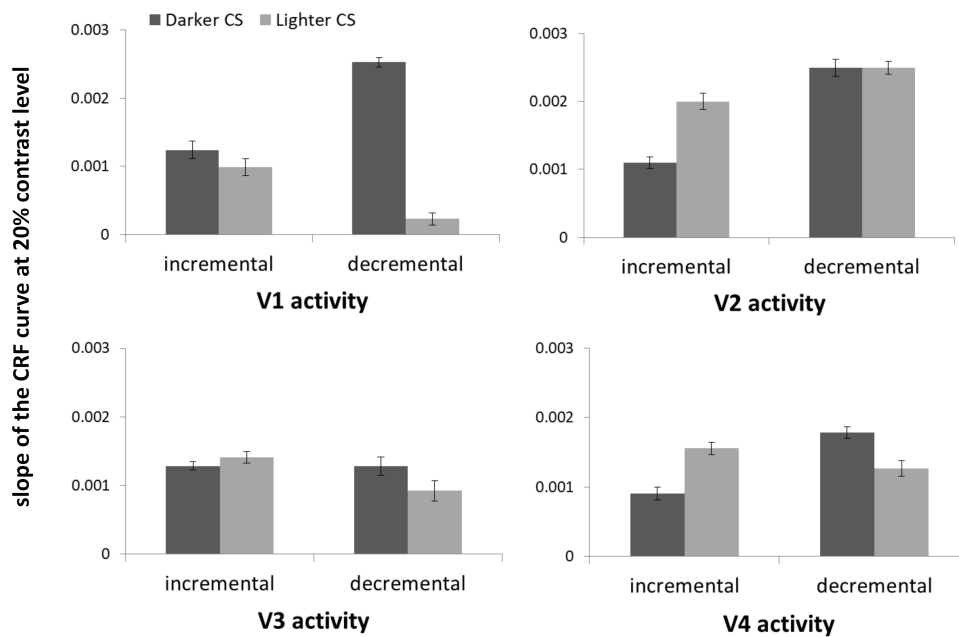 slope of the CRF curve at 20% contrast level
Darker CS Lighter CS
0.003
0.002
0.001
0
incremental decremental
V1 activity
0.003
0.002
0.001
0
incremental decremental
V2 activity
0.003
0.002
0.001
0
incremental decremental
V3 activity
0.003
0.002
0.001
0
incremental decremental
V4 activity